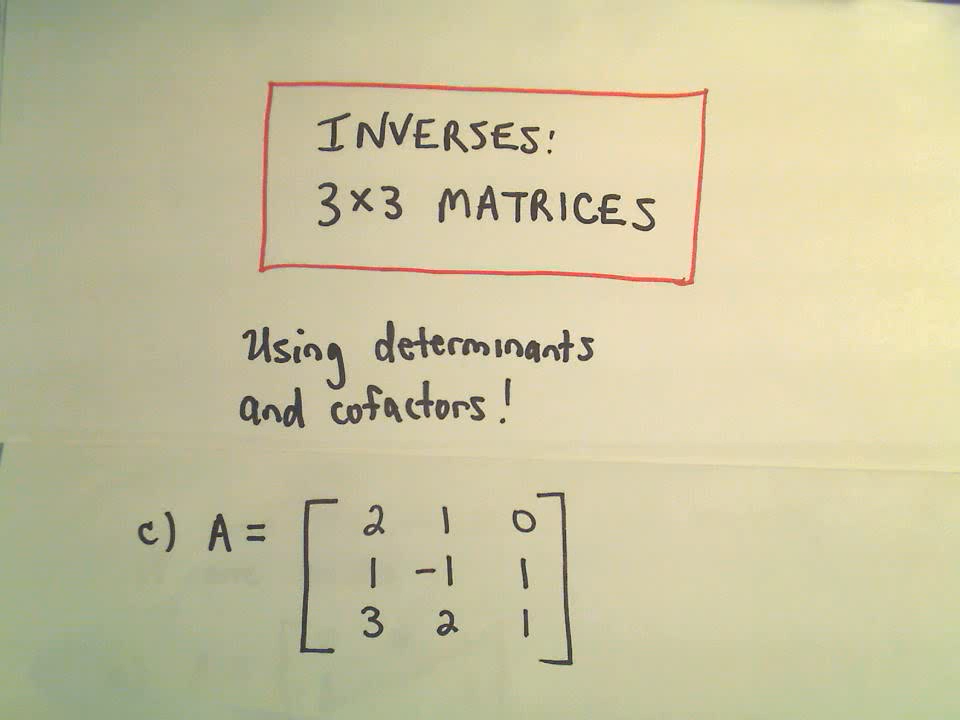 INVERSES:
3×3 MATRICES
Using determinants
and cofactors!
c) A = [ 2 1 0
1 -1 1
3 2 1 ]